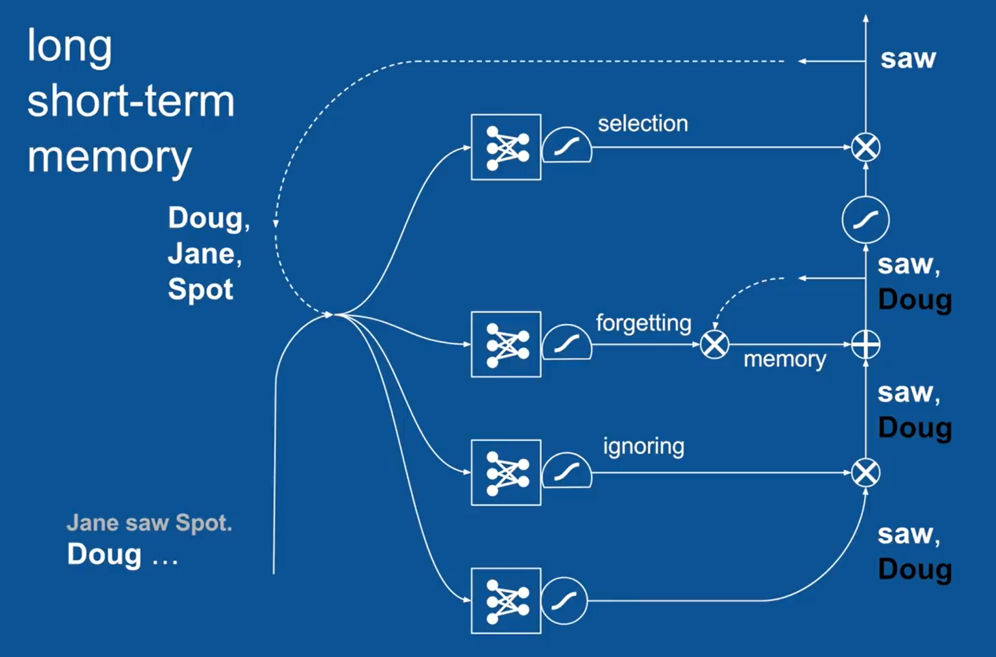 long
short-term
memory
saw
selection
Doug,
Jane,
Spot
saw,
Doug
forgetting
memory
saw,
Doug
ignoring
Jane saw Spot.
Doug ...
saw,
Doug